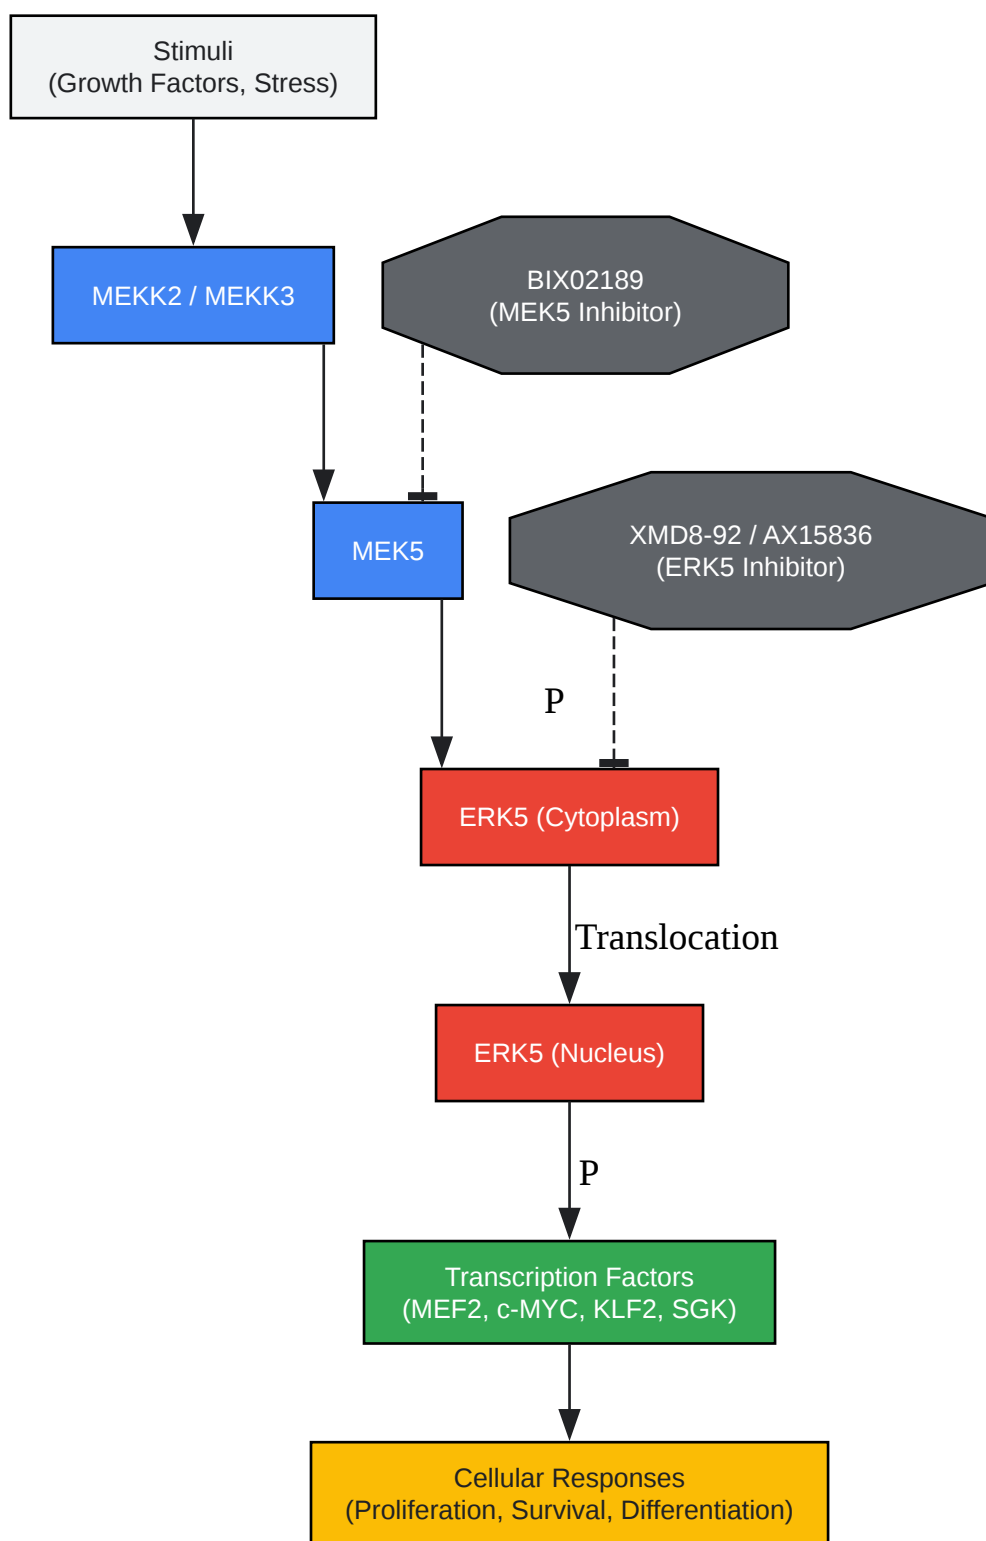 Stimuli
(Growth Factors, Stress)
MEKK2 / MEKK3
BIX02189
(MEK5 Inhibitor)
MEK5
XMD8-92 / AX15836
(ERK5 Inhibitor)
P
ERK5 (Cytoplasm)
Translocation
ERK5 (Nucleus)
P
Transcription Factors
(MEF2, c-MYC, KLF2, SGK)
Cellular Responses
(Proliferation, Survival, Differentiation)